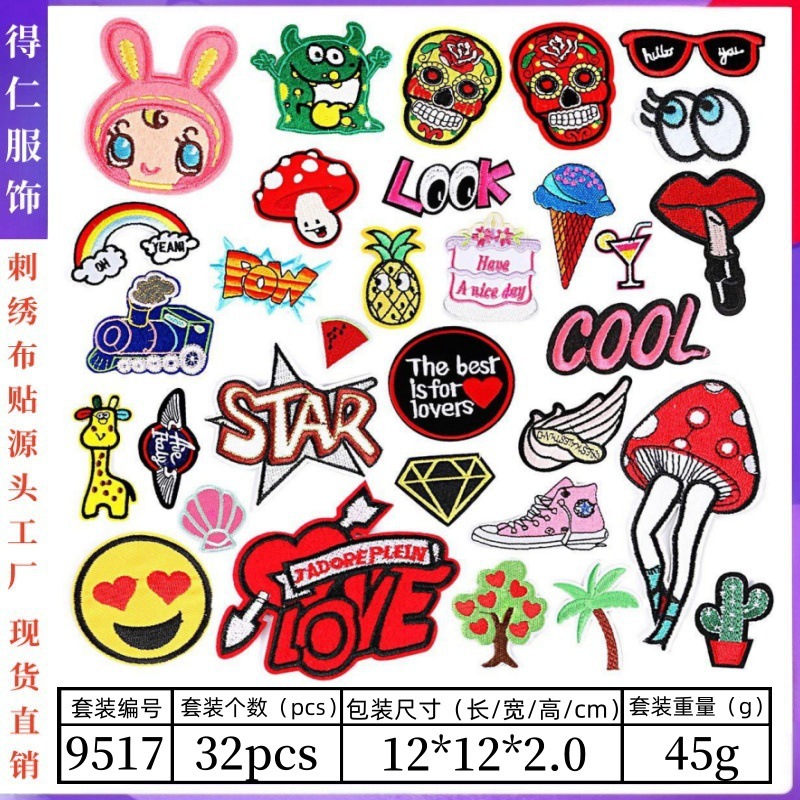 得仁服饰
刺绣布贴源头工厂 现货直销
hello you
LOOK
OH YEAH!
POW
Have
A nice day
COOL
The best
is for
lovers
STAR
The
J'ADORE PLEIN
LOVE
套装编号 套装个数（pcs） 包装尺寸（长/宽/高/cm） 套装重量（g）
9517 32pcs 12*12*2.0 45g